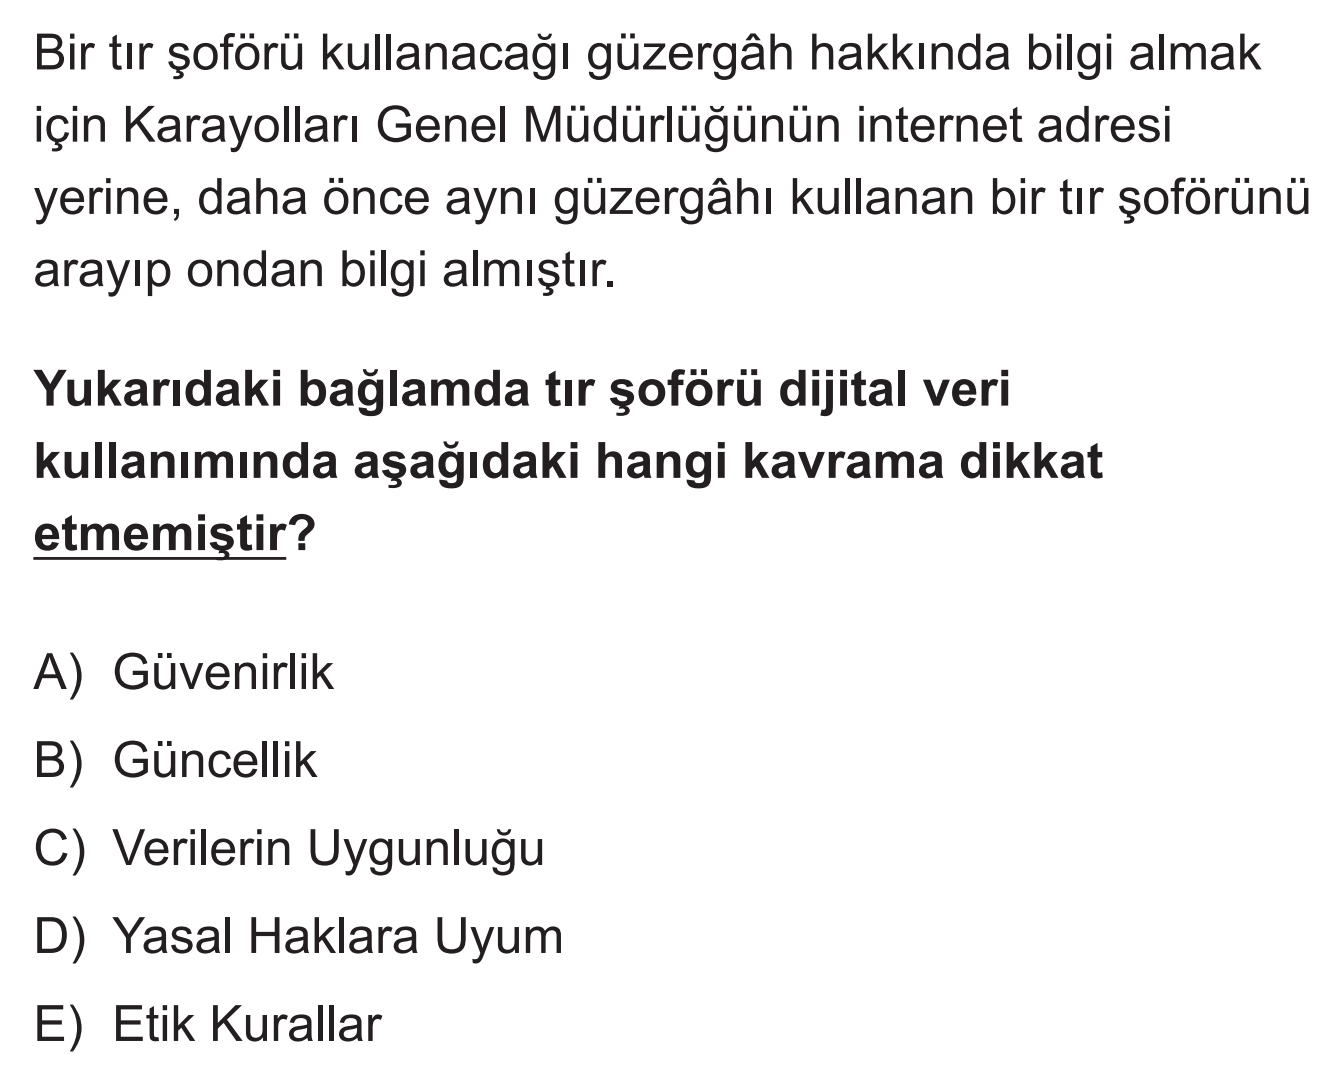 Bir tır şoförü kullanacağı güzergâh hakkında bilgi almak
için Karayolları Genel Müdürlüğünün internet adresi
yerine, daha önce aynı güzergâhı kullanan bir tır şoförünü
arayıp ondan bilgi almıştır.
Yukarıdaki bağlamda tır şoförü dijital veri
kullanımında aşağıdaki hangi kavrama dikkat
etmemiştir?
A) Güvenirlik
B) Güncellik
C) Verilerin Uygunluğu
D) Yasal Haklara Uyum
E) Etik Kurallar